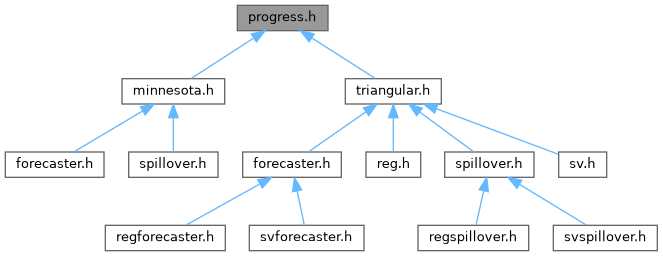 progress.h
minnesota.h
triangular.h
forecaster.h
spillover.h
forecaster.h
reg.h
spillover.h
sv.h
regforecaster.h
svforecaster.h
regspillover.h
svspillover.h